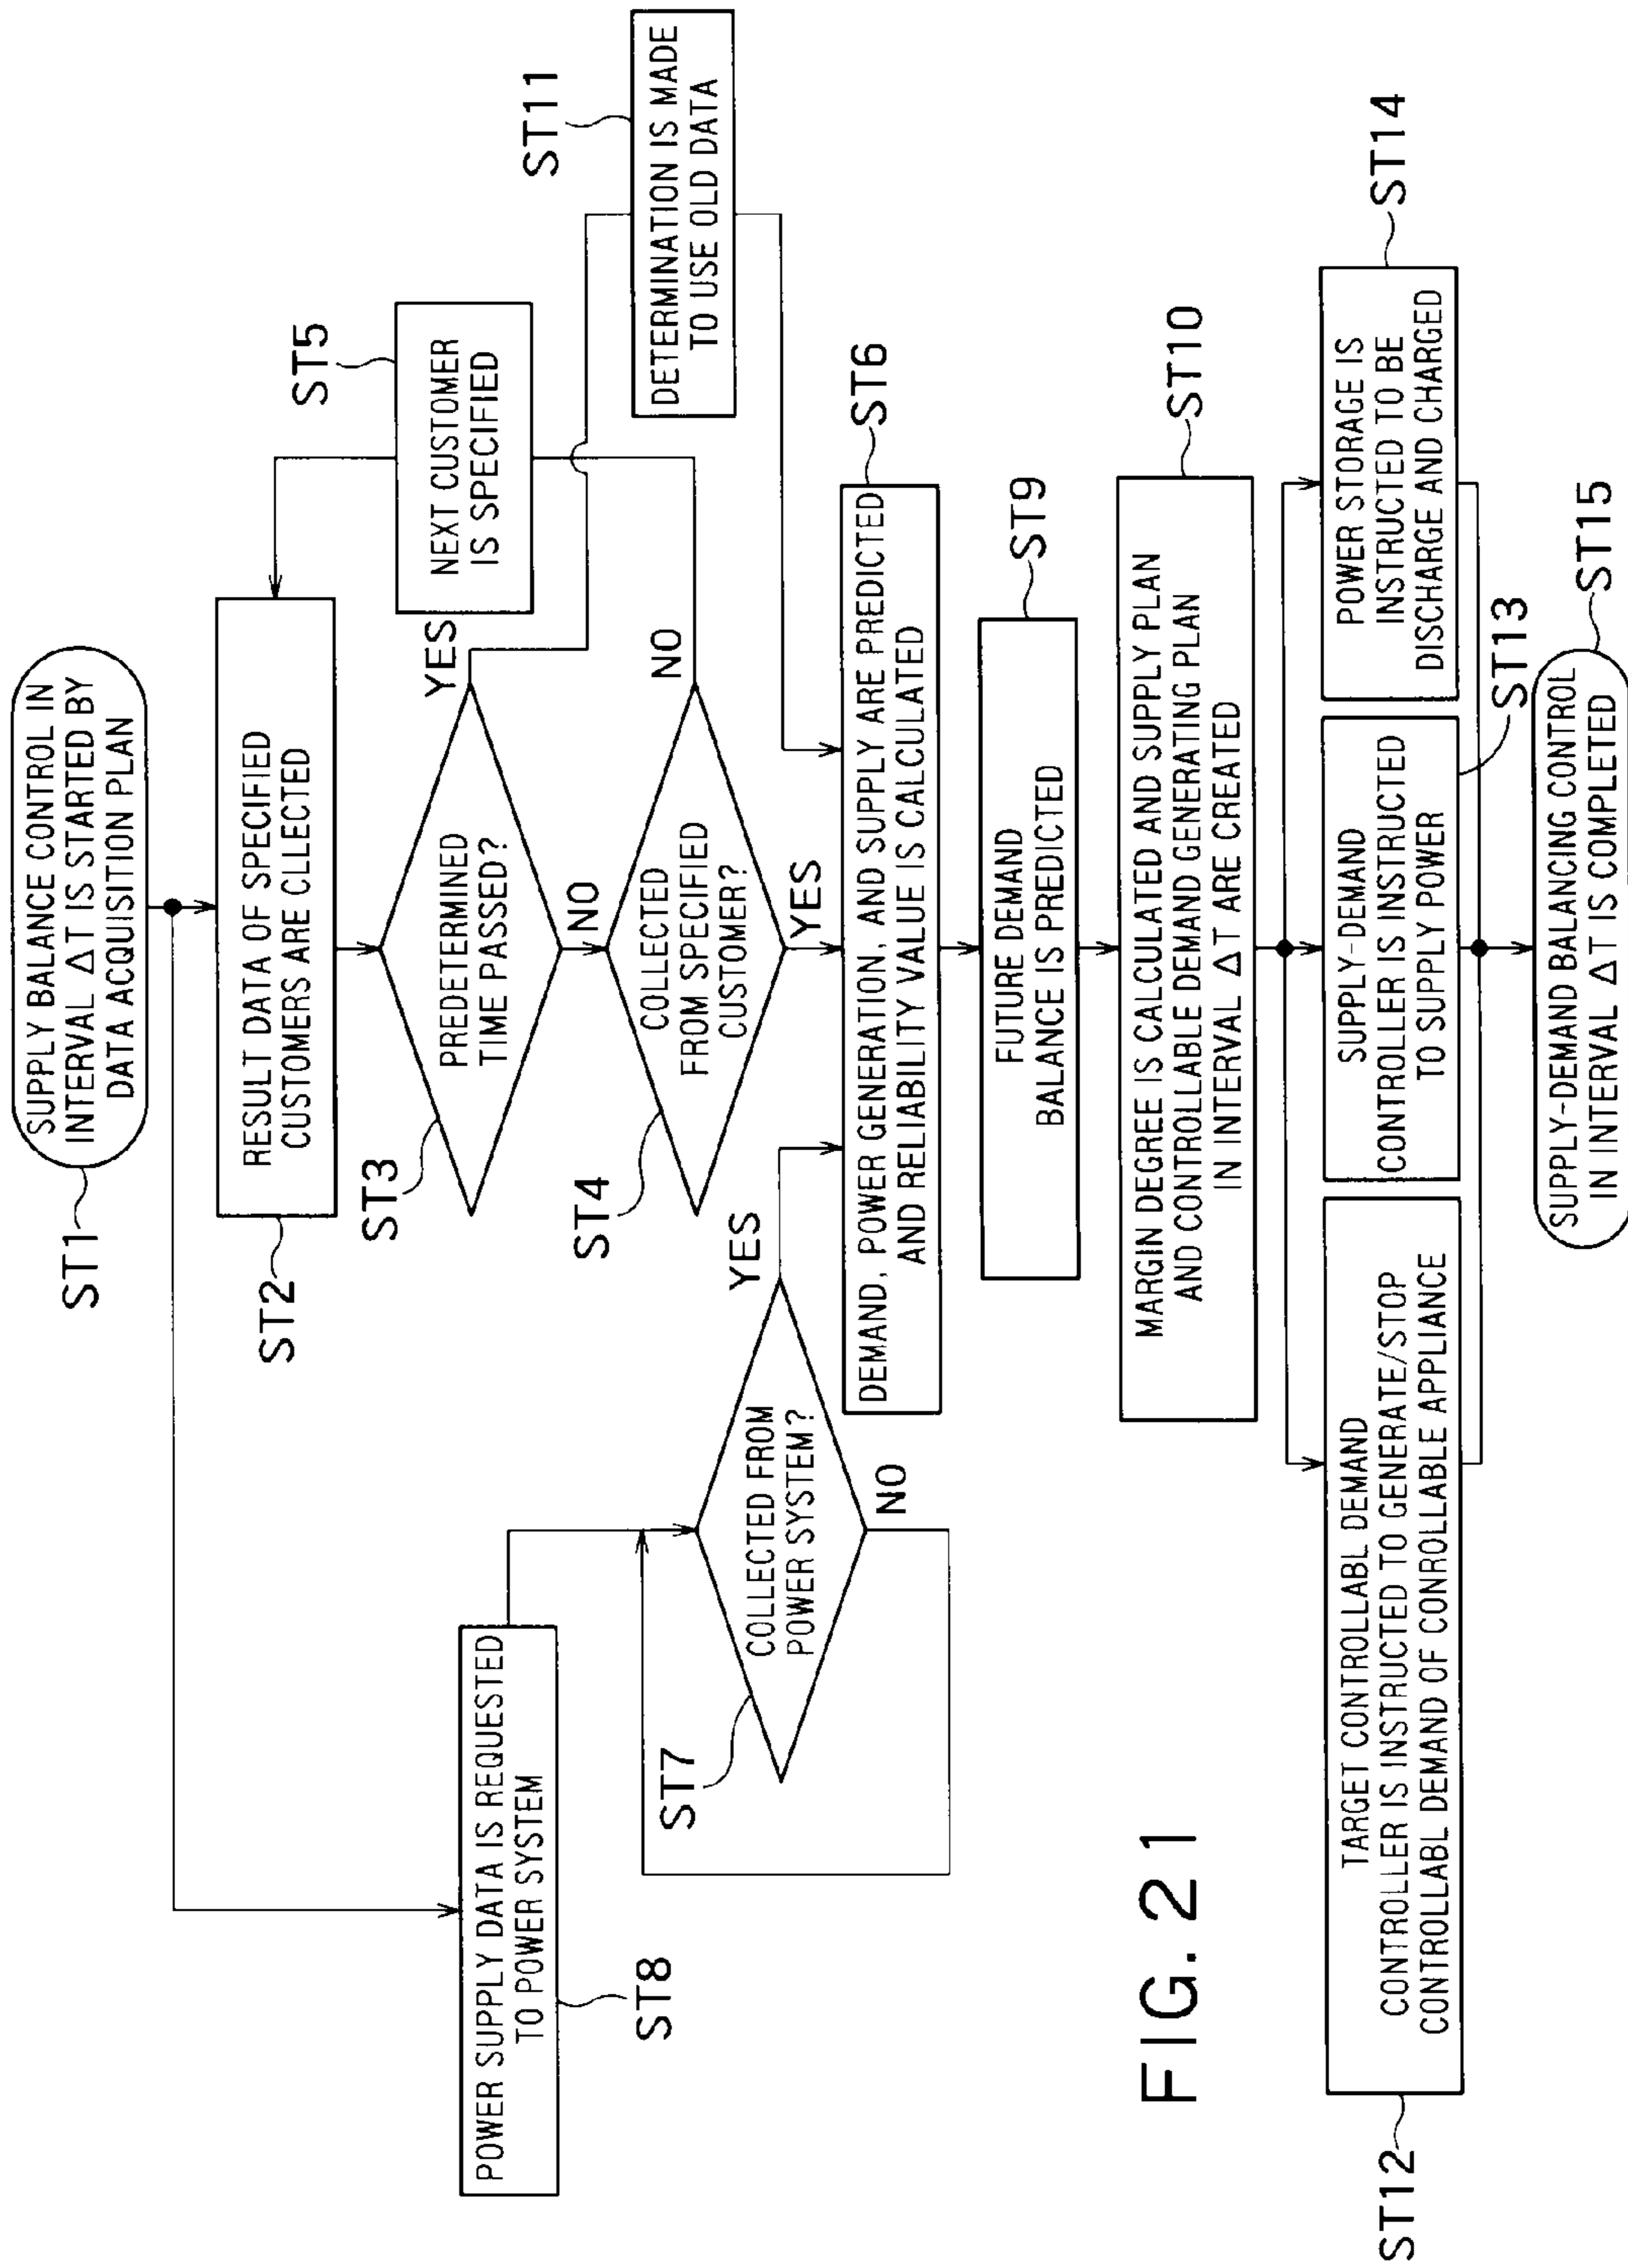 SUPPLY BALANCE CONTROL IN
INTERVAL ΔT IS STARTED BY
DATA ACQUISITION PLAN
ST1
RESULT DATA OF SPECIFIED
CUSTOMERS ARE CLLECTED
ST2
PREDETERMINED
TIME PASSED?
ST3
YES
NO
NEXT CUSTOMER
IS SPECIFIED
ST5
COLLECTED
FROM SPECIFIED
CUSTOMER?
ST4
NO
YES
DETERMINATION IS MADE
TO USE OLD DATA
ST11
POWER SUPPLY DATA IS REQUESTED
TO POWER SYSTEM
ST8
COLLECTED FROM
POWER SYSTEM?
ST7
YES
NO
DEMAND, POWER GENERATION, AND SUPPLY ARE PREDICTED
AND RELIABILITY VALUE IS CALCULATED
ST6
FUTURE DEMAND
BALANCE IS PREDICTED
ST9
MARGIN DEGREE IS CALCULATED AND SUPPLY PLAN
AND CONTROLLABLE DEMAND GENERATING PLAN
IN INTERVAL ΔT ARE CREATED
ST10
TARGET CONTROLLABL DEMAND
CONTROLLER IS INSTRUCTED TO GENERATE/STOP
CONTROLLABL DEMAND OF CONROLLABLE APPLIANCE
ST12
SUPPLY-DEMAND
CONTROLLER IS INSTRUCTED
TO SUPPLY POWER
ST13
POWER STORAGE IS
INSTRUCTED TO BE
DISCHARGE AND CHARGED
ST14
SUPPLY-DEMAND BALANCING CONTROL
IN INTERVAL ΔT IS COMPLETED
ST15
FIG. 21